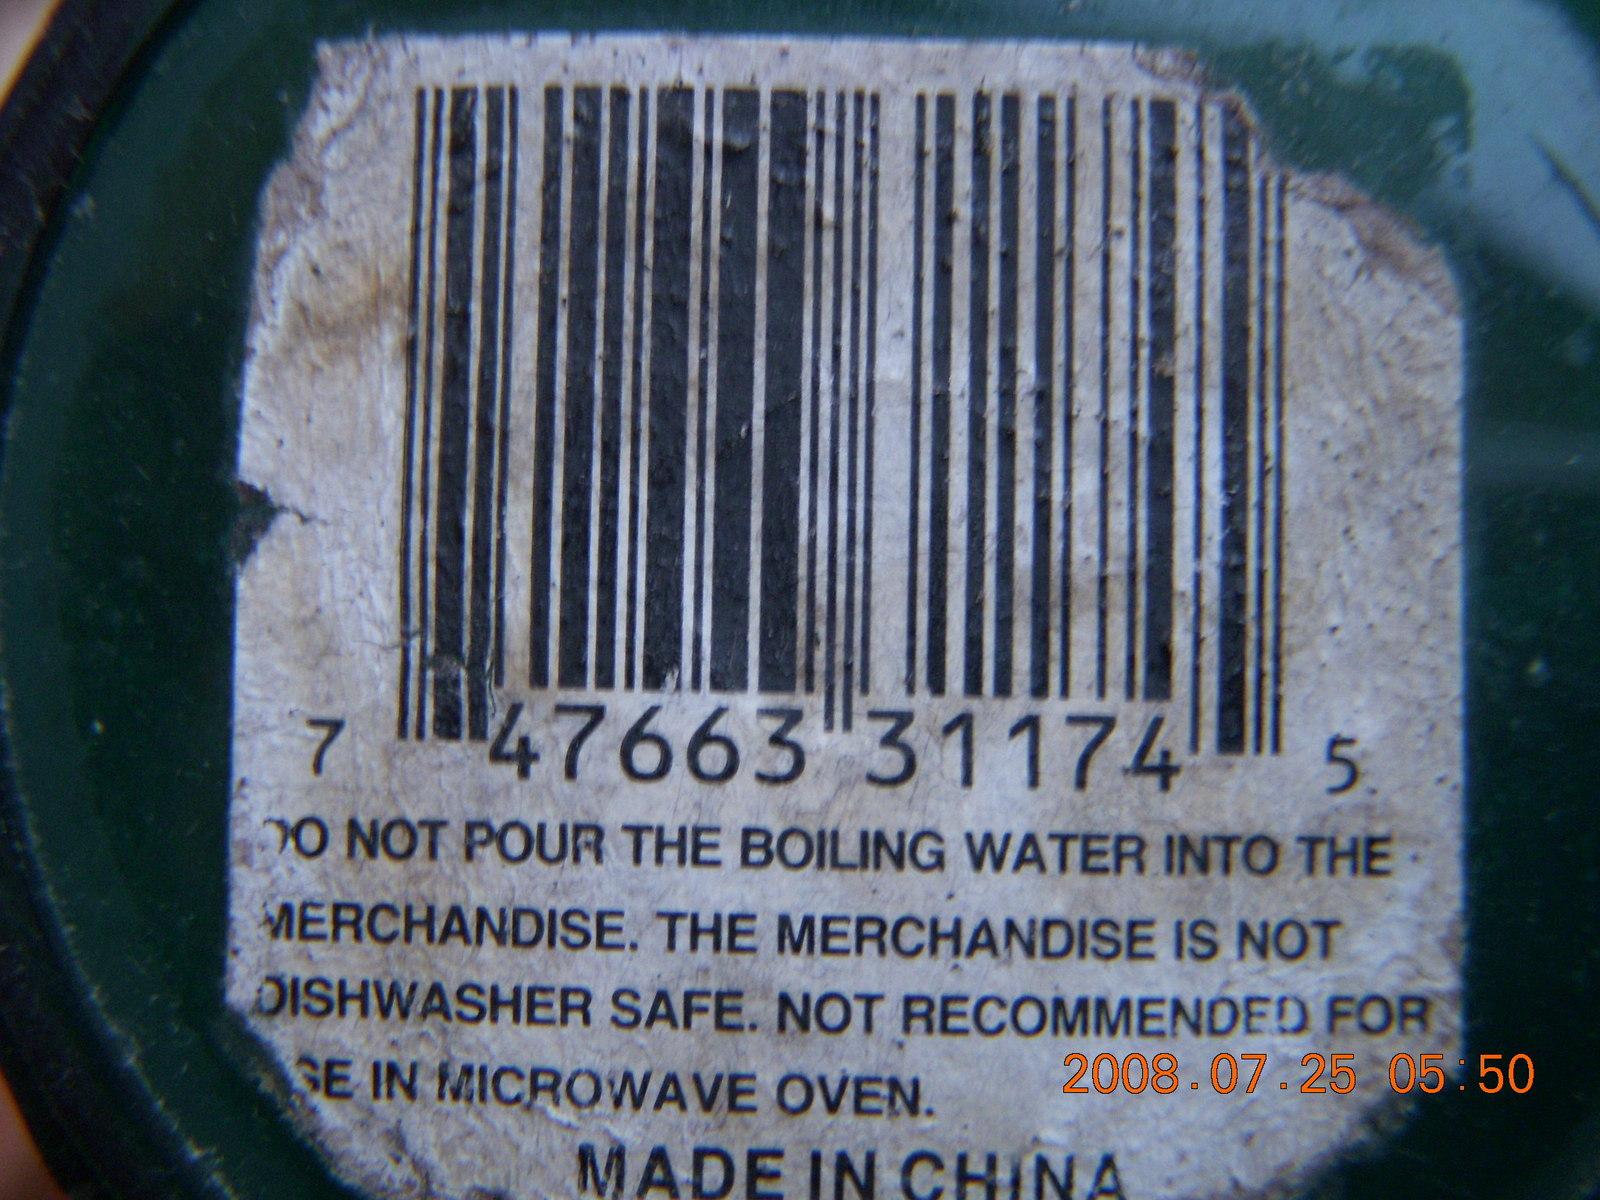 7 47663 31174 5
DO NOT POUR THE BOILING WATER INTO THE
MERCHANDISE. THE MERCHANDISE IS NOT
DISHWASHER SAFE. NOT RECOMMENDED FOR
SE IN MICROWAVE OVEN.
MADE IN CHINA
2008.07.25 05:50